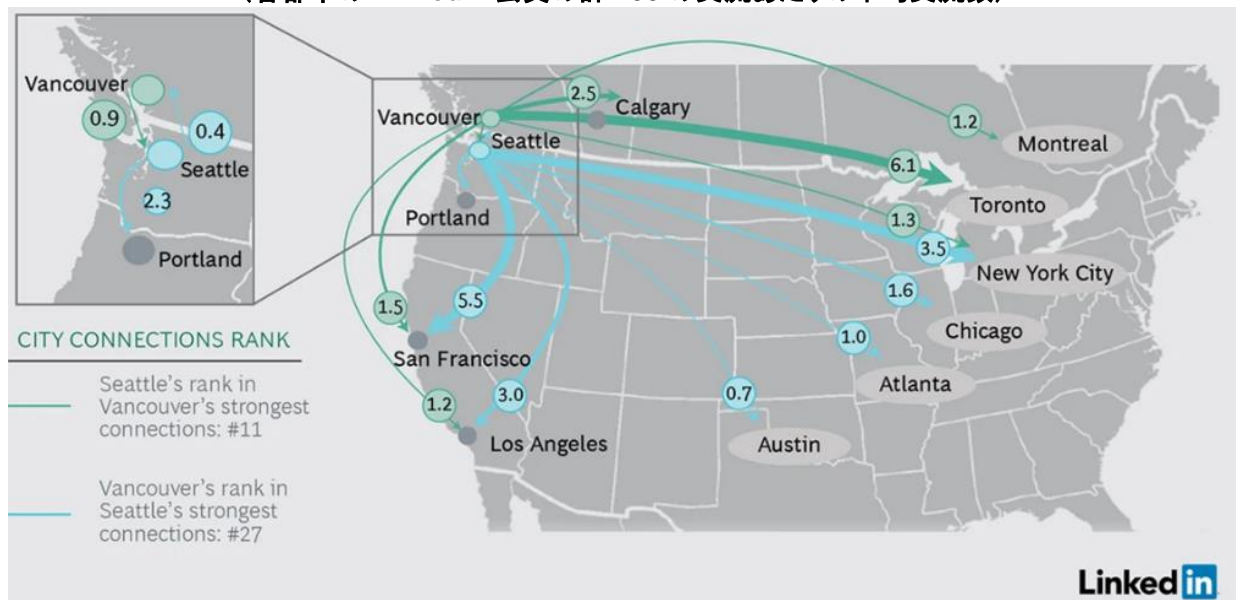 Vancouver
0.9
0.4
Seattle
2.3
Portland
2.5
Calgary
Vancouver
Seattle
1.2
Montreal
6.1
Toronto
Portland
1.3
3.5
New York City
1.5
5.5
1.6
Chicago
San Francisco
1.0
Atlanta
1.2
3.0
0.7
Los Angeles
Austin
CITY CONNECTIONS RANK
Seattle's rank in
Vancouver's strongest
connections: #11
Vancouver's rank in
Seattle's strongest
connections: #27
Linked in